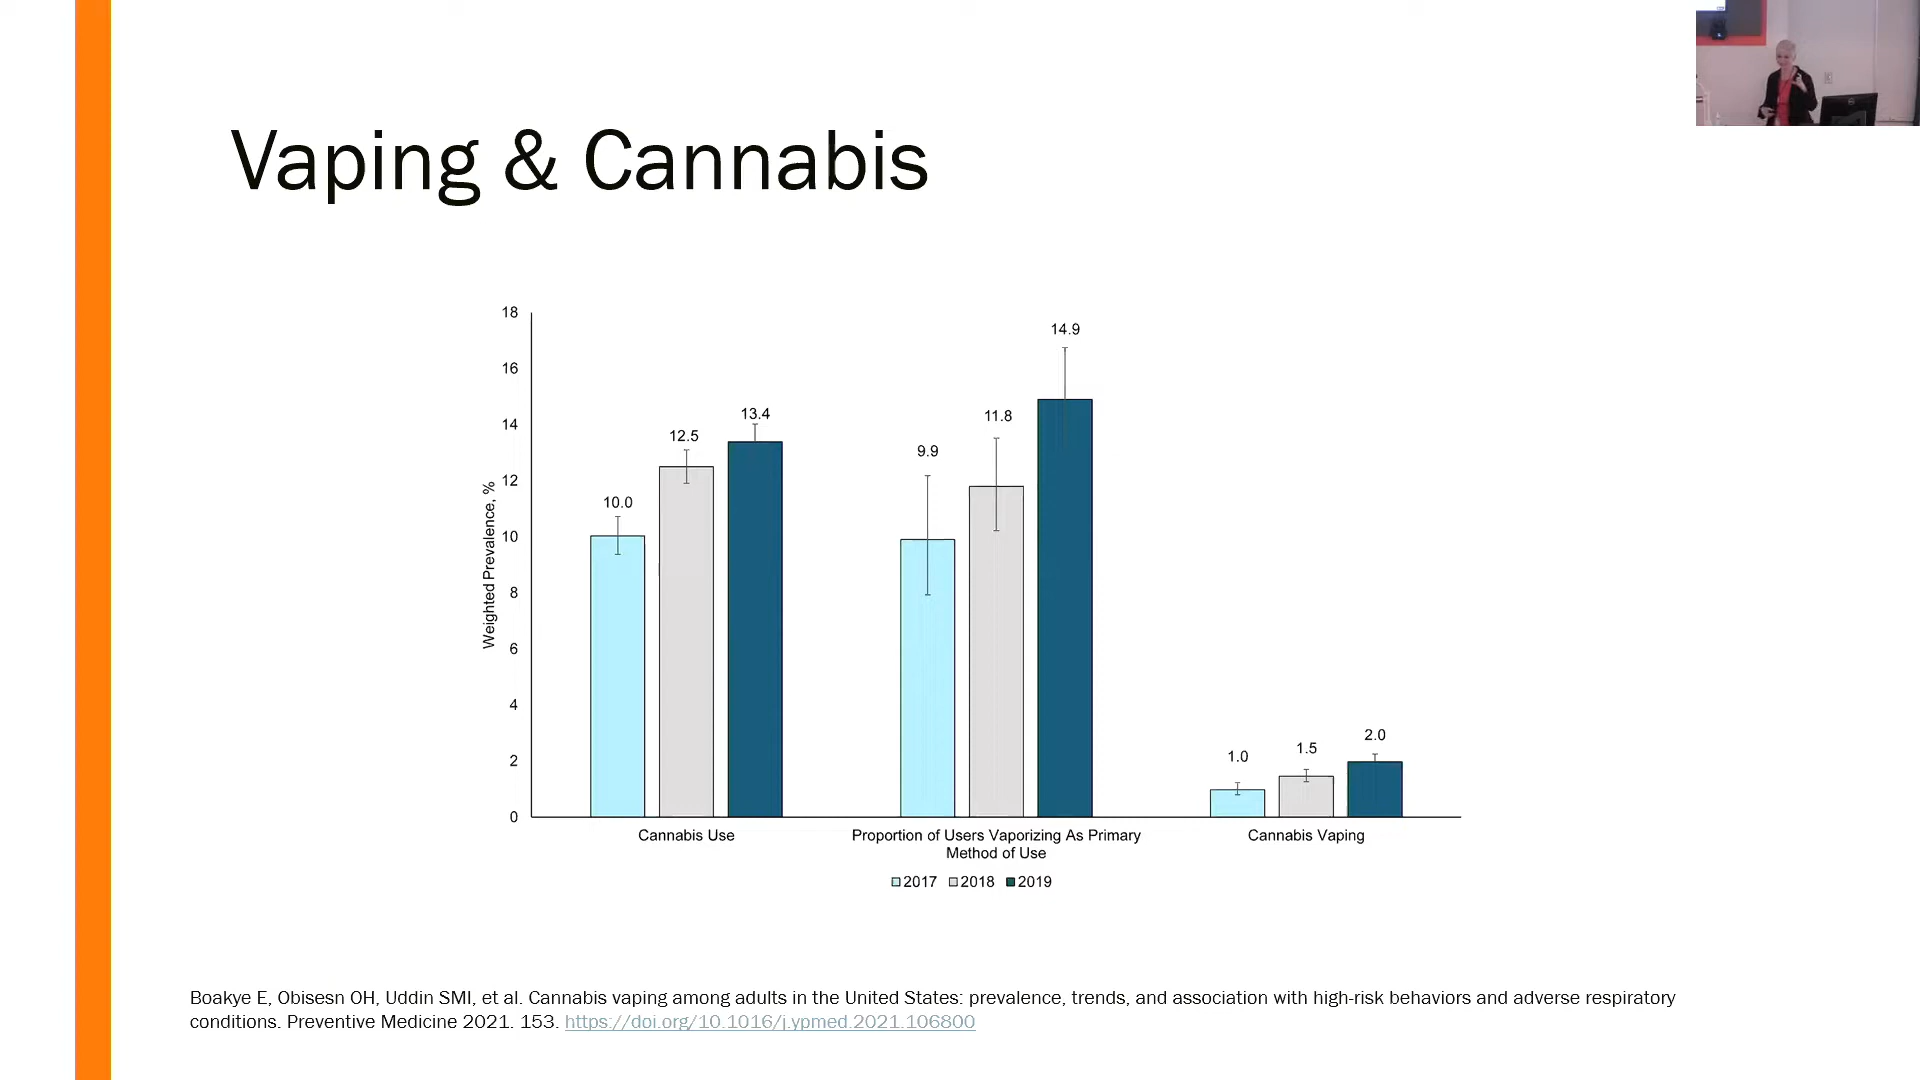 Vaping & Cannabis
18
16
14
12
10
8
6
4
2
0
Weighted Prevalence, %
10.0
12.5
13.4
9.9
11.8
14.9
1.0
1.5
2.0
Cannabis Use
Proportion of Users Vaporizing As Primary
Method of Use
Cannabis Vaping
2017 2018 2019
Boakye E, Obisesn OH, Uddin SMI, et al. Cannabis vaping among adults in the United States: prevalence, trends, and association with high-risk behaviors and adverse respiratory
conditions. Preventive Medicine 2021. 153. https://doi.org/10.1016/j.ypmed.2021.106800